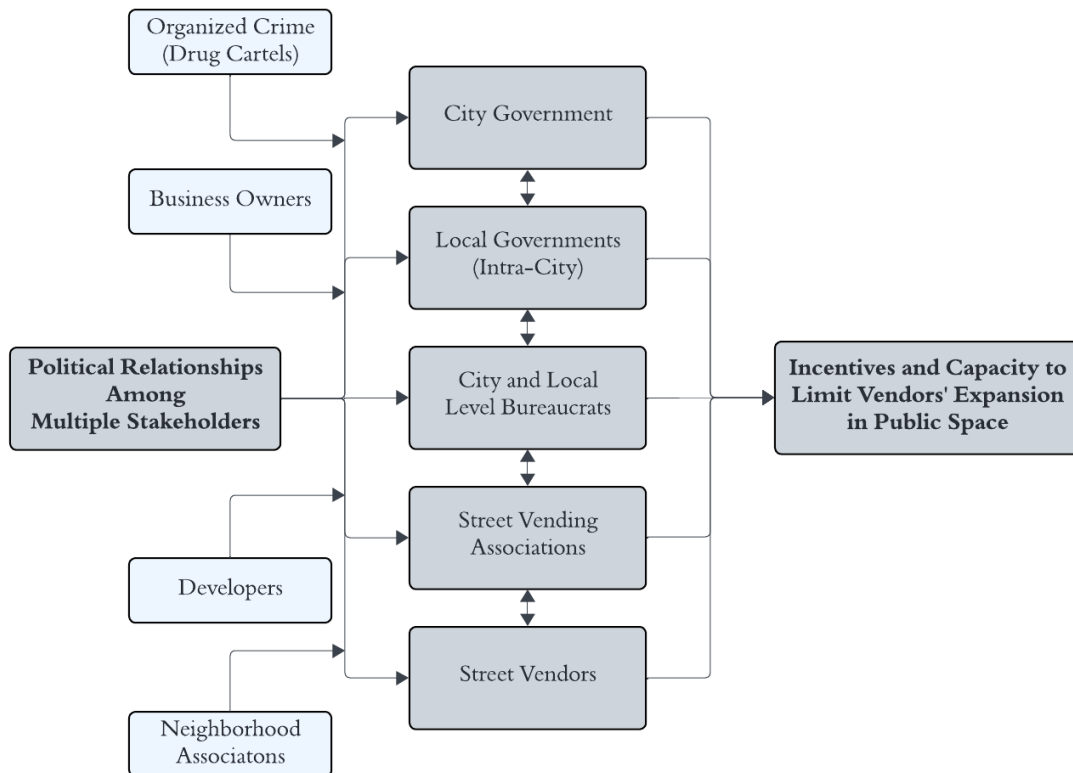 Organized Crime
(Drug Cartels)
City Government
Business Owners
Local Governments
(Intra-City)
Political Relationships
Among
Multiple Stakeholders
City and Local
Level Bureaucrats
Incentives and Capacity to
Limit Vendors' Expansion
in Public Space
Street Vending
Associations
Developers
Street Vendors
Neighborhood
Associatons